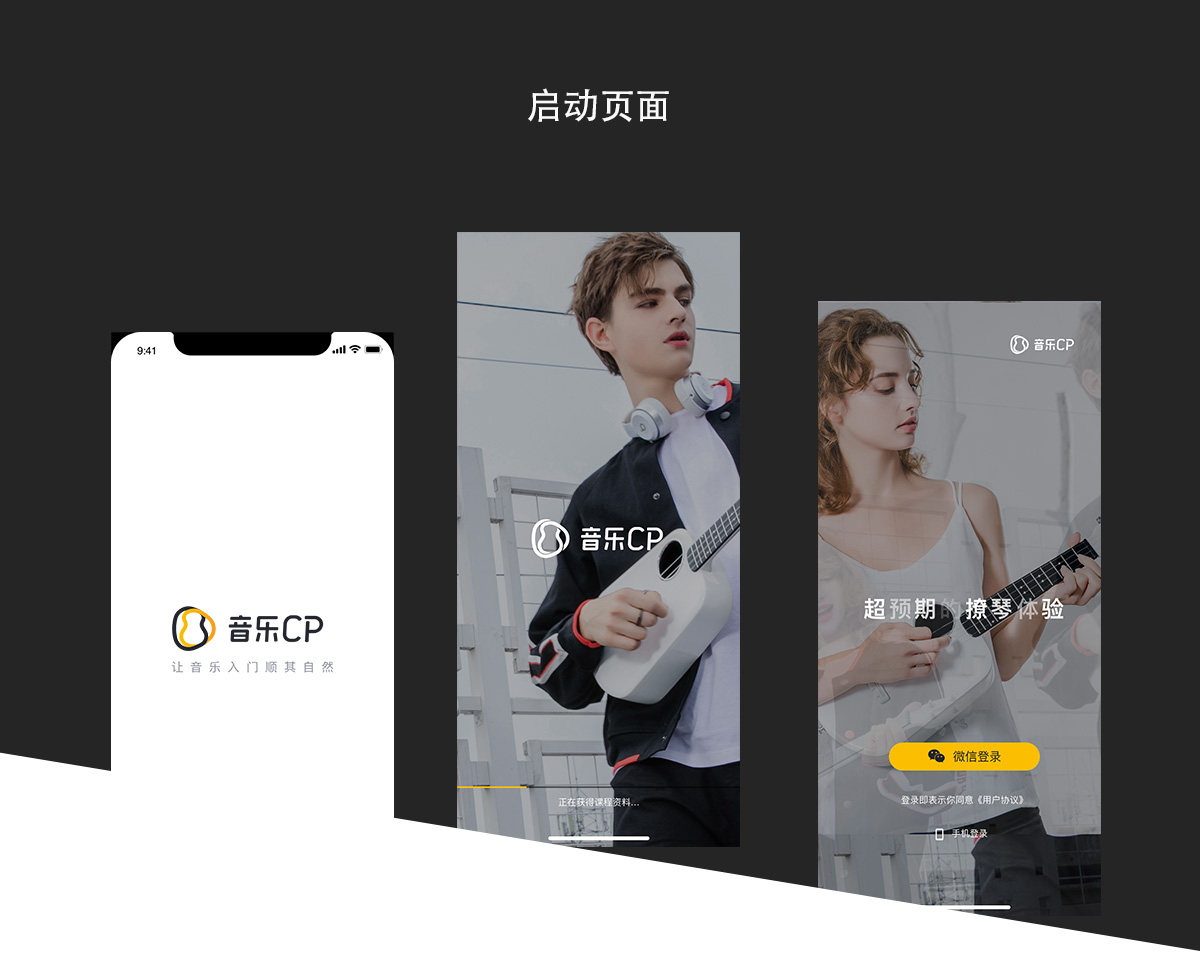 启动页面
9:41
音乐CP
让音乐入门顺其自然
音乐CP
正在获得课程资料...
音乐CP
超预期的撩琴体验
微信登录
登录即表示你同意《用户协议》
手机登录